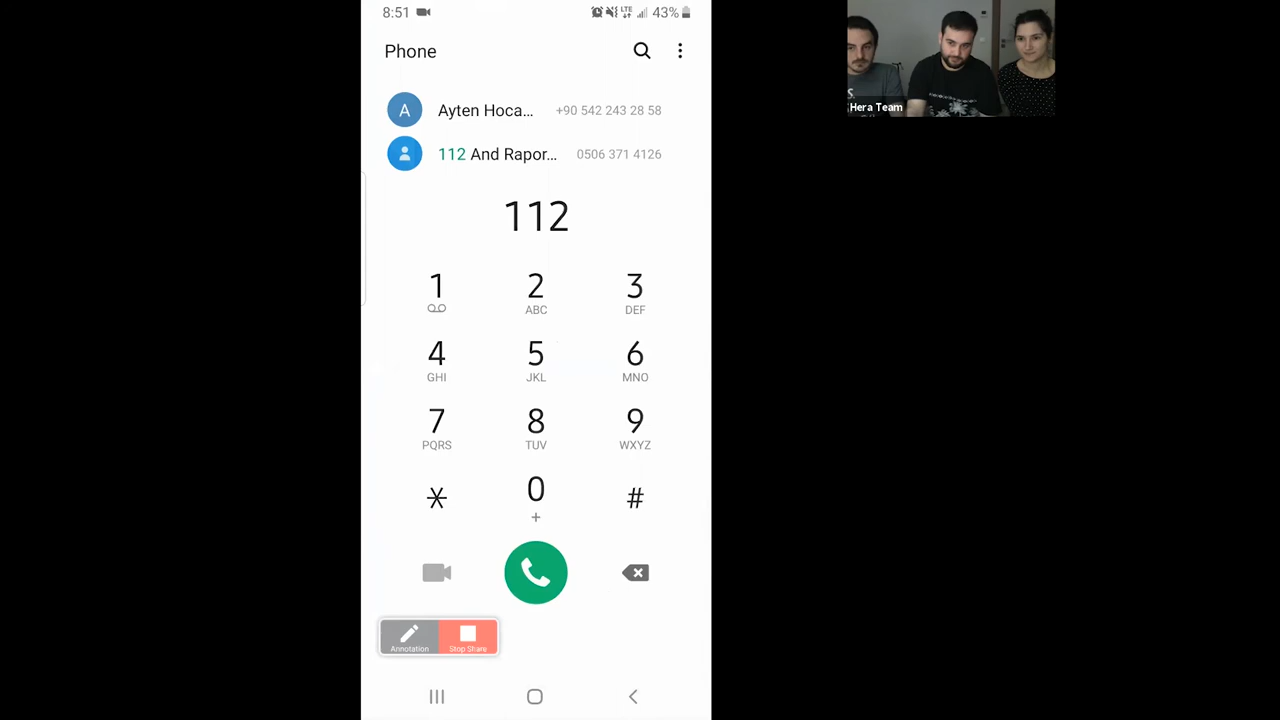 8:51 LTE 43%
Phone
Hera Team
A Ayten Hoca... +90 542 243 28 58
112 And Rapor... 0506 371 4126
112
1 2 3
ABC DEF
4 5 6
GHI JKL MNO
7 8 9
PQRS TUV WXYZ
* 0 #
+
Annotation Stop Share